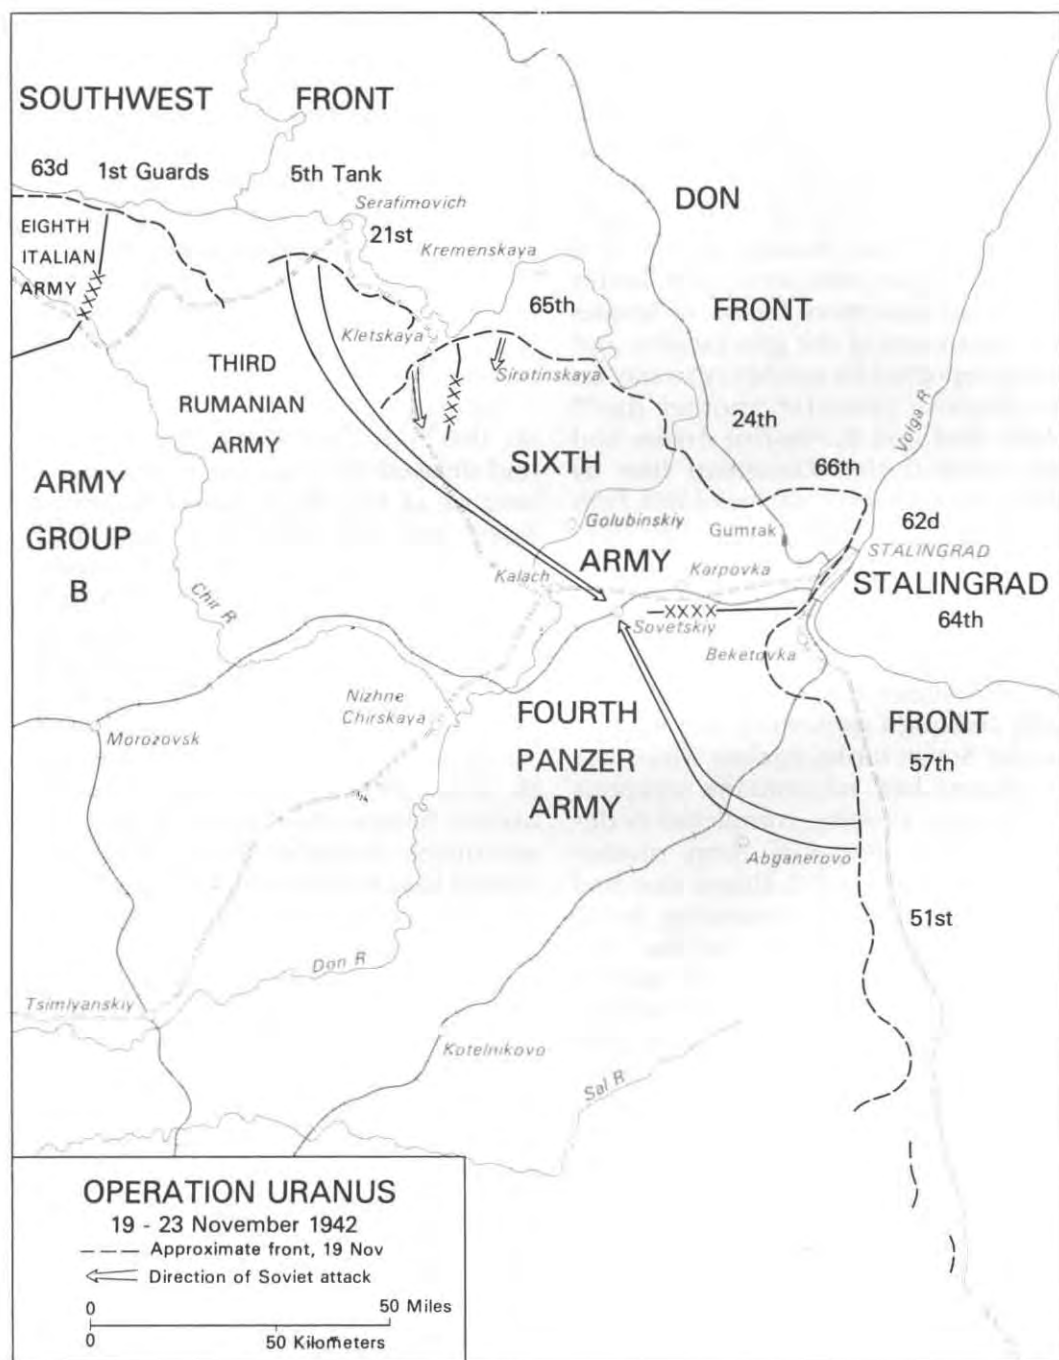 SOUTHWEST FRONT
63d 1st Guards 5th Tank
Serafimovich
DON
EIGHTH
ITALIAN
ARMY
XXXX
21st
Kremenskaya
65th
FRONT
Kletskaya
XXXX
Sirotinskaya
THIRD
RUMANIAN
ARMY
24th
Volga R
SIXTH
66th
ARMY
GROUP
B
Golubinskiy
Gumrak
62d
STALINGRAD
ARMY
Kalach
Karpovka
STALINGRAD
Chir R
XXXX
Sovetskiy
64th
Beketovka
Nizhne
Chirskaya
Morozovsk
FOURTH
PANZER
ARMY
FRONT
57th
Abganerovo
51st
Don R
Tsimlyanskiy
Kotelnikovo
Sal R
OPERATION URANUS
19 - 23 November 1942
Approximate front, 19 Nov
Direction of Soviet attack
0 50 Miles
0 50 Kilometers